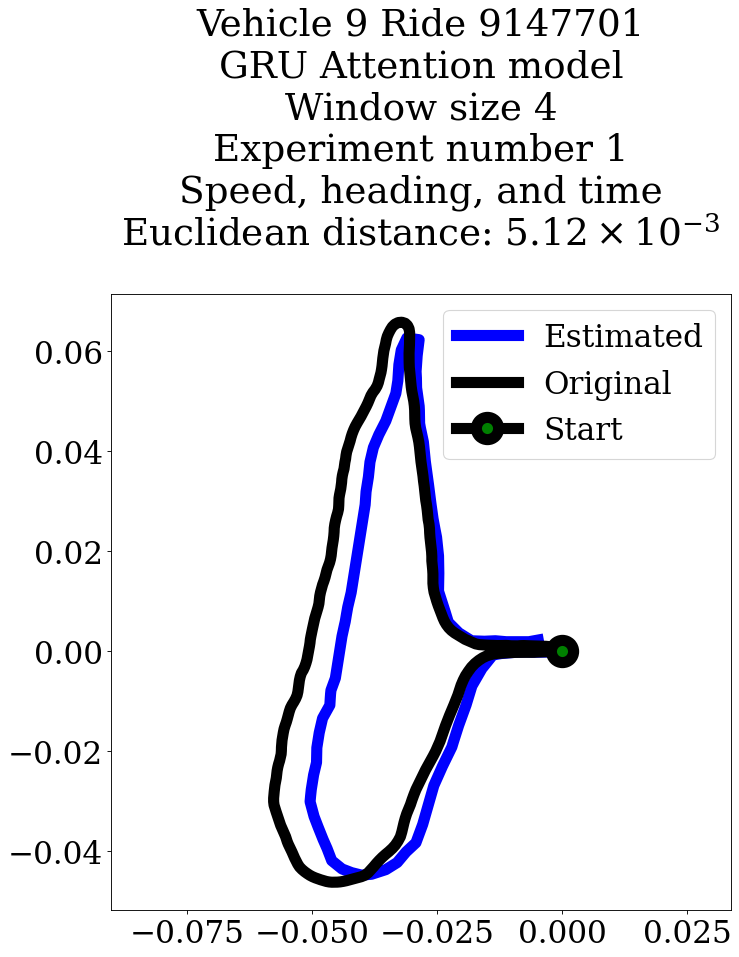 Vehicle 9 Ride 9147701
GRU Attention model
Window size 4
Experiment number 1
Speed, heading, and time
Euclidean distance: 5.12 × 10⁻³
Estimated
Original
Start
0.06
0.04
0.02
0.00
−0.02
−0.04
−0.075 −0.050 −0.025 0.000 0.025